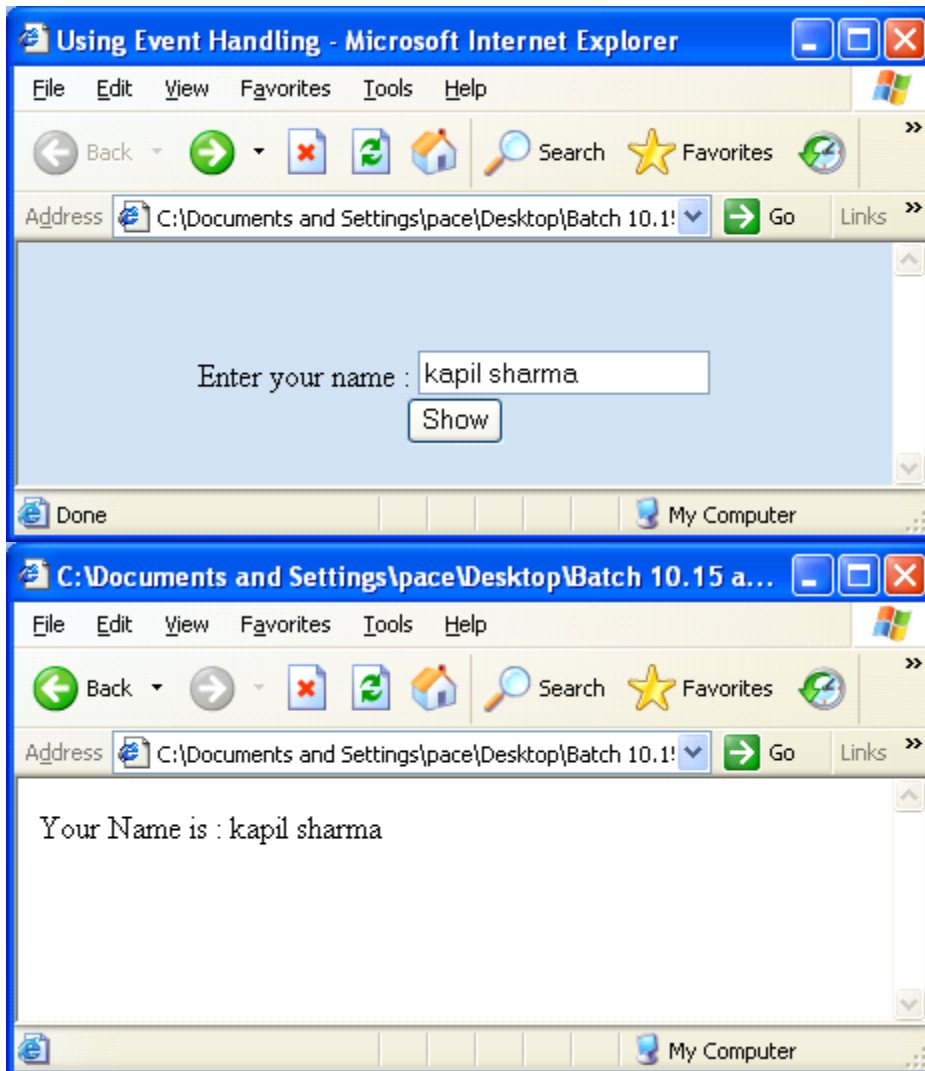 Using Event Handling - Microsoft Internet Explorer
File Edit View Favorites Tools Help
Back Search Favorites »
Address C:\Documents and Settings\pace\Desktop\Batch 10.1 Go Links »
Enter your name : kapil sharma
Show
Done My Computer
C:\Documents and Settings\pace\Desktop\Batch 10.15 a...
File Edit View Favorites Tools Help
Back Search Favorites »
Address C:\Documents and Settings\pace\Desktop\Batch 10.1 Go Links »
Your Name is : kapil sharma
My Computer